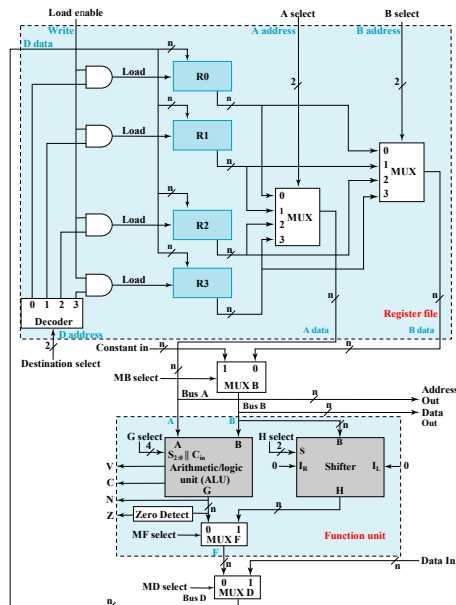 Load enable
A select
B select
Write
A address
B address
D data
n
2
2
n
Load
R0
n
n
n
Load
R1
n
0
1
MUX
2
3
n
0
1
MUX
2
3
n
Load
R2
n
n
Load
R3
n
0 1 2 3
Decoder
D address
2
Destination select
n
n
Register file
A data
B data
Constant in
n
n
n
1 0
MUX B
MB select
Bus A
n
Address
Out
Bus B
n
Data
Out
A
B
n
G select
4
A
B
S2:0 || Cin
Arithmetic/logic
unit (ALU)
G
H select
2
B
S
0
IR
Shifter
IL
0
H
V
C
N
Z
Zero Detect
n
n
MF select
0 1
MUX F
F
Function unit
n
n
Data In
MD select
0 1
MUX D
n
Bus D